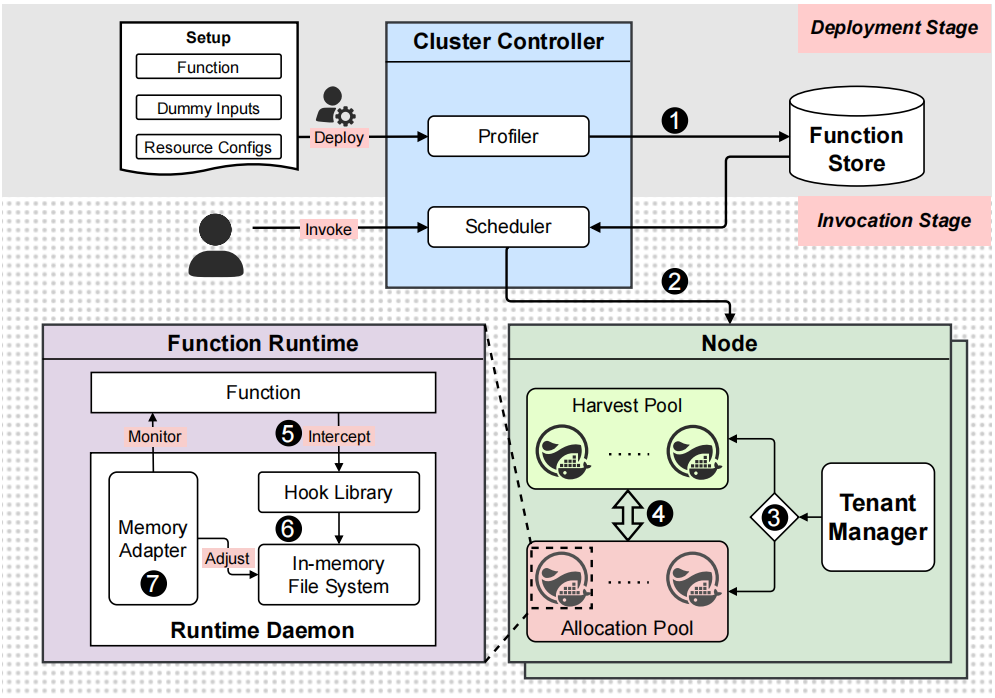 Setup
Function
Dummy Inputs
Resource Configs
Deploy
Cluster Controller
Profiler
1
Function
Store
Deployment Stage
Invocation Stage
Invoke
Scheduler
2
Function Runtime
Function
Monitor
5
Intercept
Hook Library
6
Memory
Adapter
7
Adjust
In-memory
File System
Runtime Daemon
Node
Harvest Pool
.....
4
3
Tenant
Manager
.....
Allocation Pool